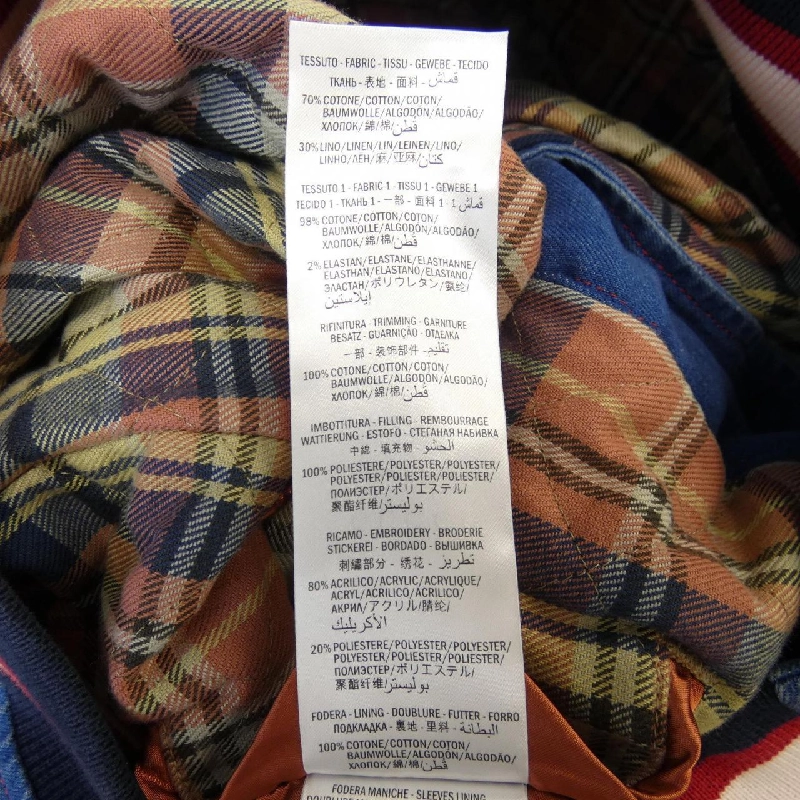 TESSUTO - FABRIC - TISSU - GEWEBE - TECIDO
ТКАНЬ - 表地 - 面料 - قماش
70% COTONE/COTTON/COTON/
BAUMWOLLE/ALGODÓN/ALGODÃO/
ХЛОПОК/綿/棉/قطن
30% LINO/LINEN/LIN/LEINEN/LINO/
LINHO/ЛЕН/麻/亚麻/كتان
TESSUTO 1 - FABRIC 1 - TISSU 1 - GEWEBE 1
TECIDO 1 - ТКАНЬ 1 - 一部 - 面料 1 - قماش 1
98% COTONE/COTTON/COTON/
BAUMWOLLE/ALGODÓN/ALGODÃO/
ХЛОПОК/綿/棉/قطن
2% ELASTAN/ELASTANE/ELASTHANNE/
ELASTHAN/ELASTANO/ELASTANO/
ЭЛАСТАН/ポリウレタン/氨纶/
إيلاستين
RIFINITURA - TRIMMING - GARNITURE
BESATZ - GUARNIÇÃO - ОТДЕЛКА
一部 - 装饰部件 - تقليم
100% COTONE/COTTON/COTON/
BAUMWOLLE/ALGODÓN/ALGODÃO/
ХЛОПОК/綿/棉/قطن
IMBOTTITURA - FILLING - REMBOURRAGE
WATTIERUNG - ESTOFO - СТЕГАНАЯ НАБИВКА
中綿 - 填充物 - الحشو
100% POLIESTERE/POLYESTER/POLYESTER/
POLYESTER/POLIESTER/POLIESTER/
ПОЛИЭСТЕР/ポリエステル/
聚酯纤维/بوليستر
RICAMO - EMBROIDERY - BRODERIE
STICKEREI - BORDADO - ВЫШИВКА
刺繍部分 - 绣花 - تطريز
80% ACRILICO/ACRYLIC/ACRYLIQUE/
ACRYL/ACRILICO/ACRILICO/
АКРИЛ/アクリル/腈纶/
الأكريليك
20% POLIESTERE/POLYESTER/POLYESTER/
POLYESTER/POLIESTER/POLIESTER/
ПОЛИЭСТЕР/ポリエステル/
聚酯纤维/بوليستر
FODERA - LINING - DOUBLURE - FUTTER - FORRO
ПОДКЛАДКА - 裏地 - 里料 - البطانة
100% COTONE/COTTON/COTON/
BAUMWOLLE/ALGODÓN/ALGODÃO
ХЛОПОК/綿/棉/قطن
FODERA MANICHE - SLEEVES LINING